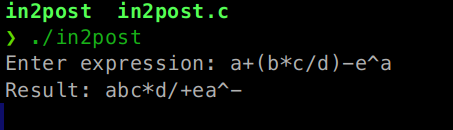 in2post  in2post.c
❯ ./in2post
Enter expression: a+(b*c/d)-e^a
Result: abc*d/+ea^-